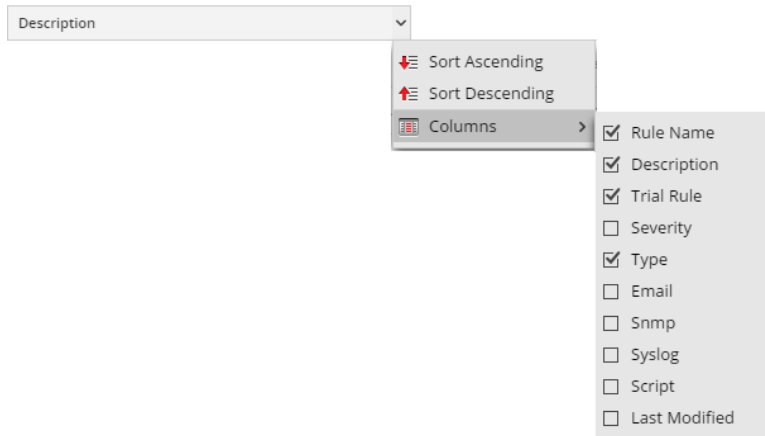 Description
Sort Ascending
Sort Descending
Columns
Rule Name
Description
Trial Rule
Severity
Type
Email
Snmp
Syslog
Script
Last Modified